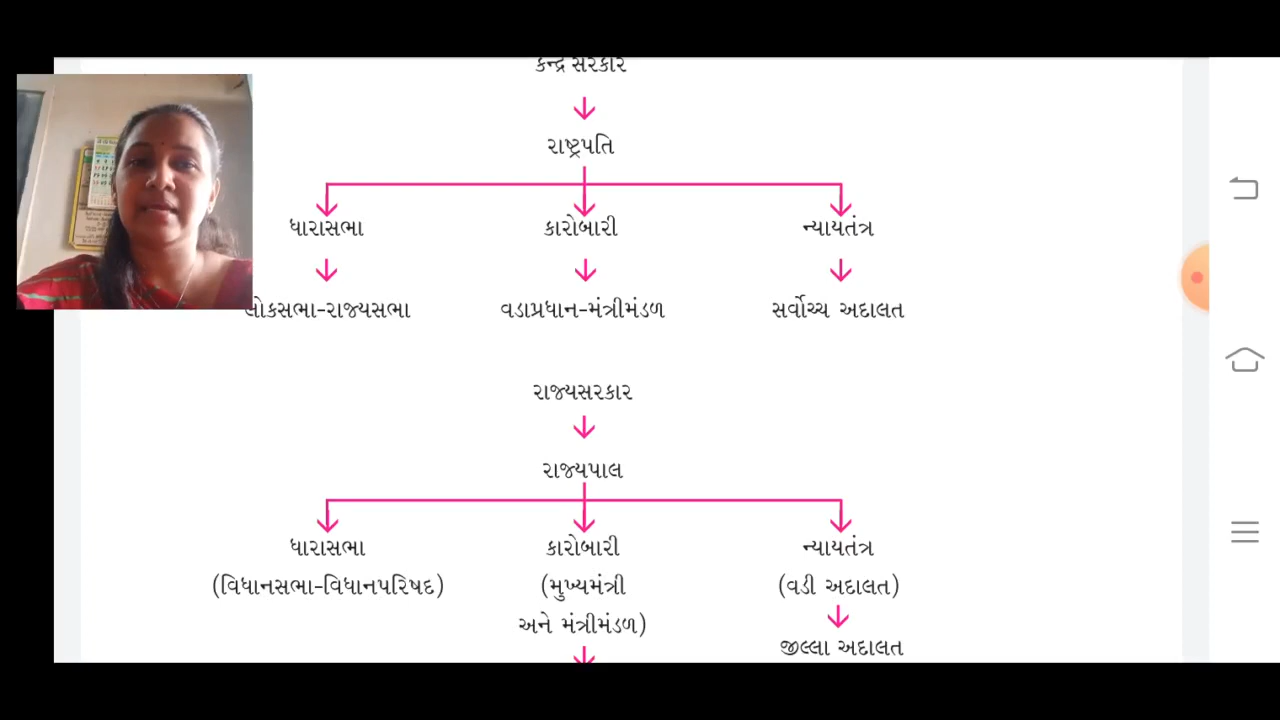 કેન્દ્ર સરકાર
રાષ્ટ્રપતિ
ધારાસભા કારોબારી ન્યાયતંત્ર
લોકસભા-રાજ્યસભા વડાપ્રધાન-મંત્રીમંડળ સર્વોચ્ચ અદાલત
રાજ્યસરકાર
રાજ્યપાલ
ધારાસભા કારોબારી ન્યાયતંત્ર
(વિધાનસભા-વિધાનપરિષદ) (મુખ્યમંત્રી (વડી અદાલત)
અને મંત્રીમંડળ)
જીલ્લા અદાલત